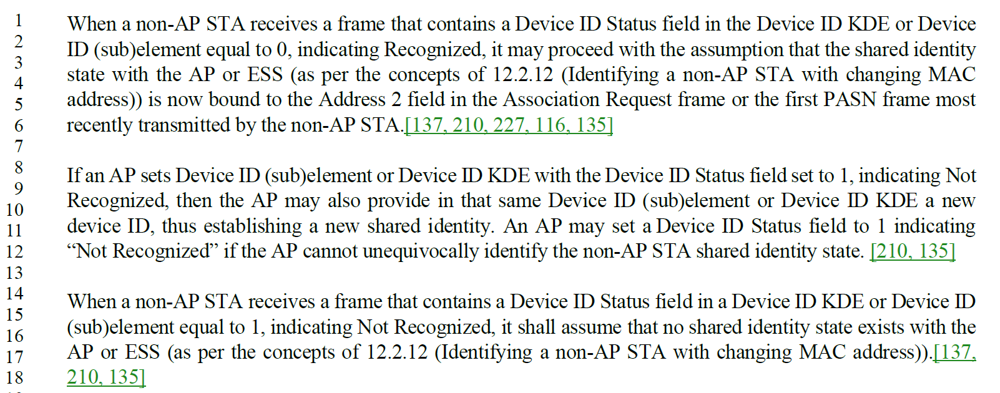 1 When a non-AP STA receives a frame that contains a Device ID Status field in the Device ID KDE or Device
2 ID (sub)element equal to 0, indicating Recognized, it may proceed with the assumption that the shared identity
3 state with the AP or ESS (as per the concepts of 12.2.12 (Identifying a non-AP STA with changing MAC
4
5 address)) is now bound to the Address 2 field in the Association Request frame or the first PASN frame most
6 recently transmitted by the non-AP STA.[137, 210, 227, 116, 135]
7
8 If an AP sets Device ID (sub)element or Device ID KDE with the Device ID Status field set to 1, indicating Not
9
10 Recognized, then the AP may also provide in that same Device ID (sub)element or Device ID KDE a new
11 device ID, thus establishing a new shared identity. An AP may set a Device ID Status field to 1 indicating
12 “Not Recognized” if the AP cannot unequivocally identify the non-AP STA shared identity state. [210, 135]
13
14 When a non-AP STA receives a frame that contains a Device ID Status field in a Device ID KDE or Device ID
15
16 (sub)element equal to 1, indicating Not Recognized, it shall assume that no shared identity state exists with the
17 AP or ESS (as per the concepts of 12.2.12 (Identifying a non-AP STA with changing MAC address)).[137,
18 210, 135]